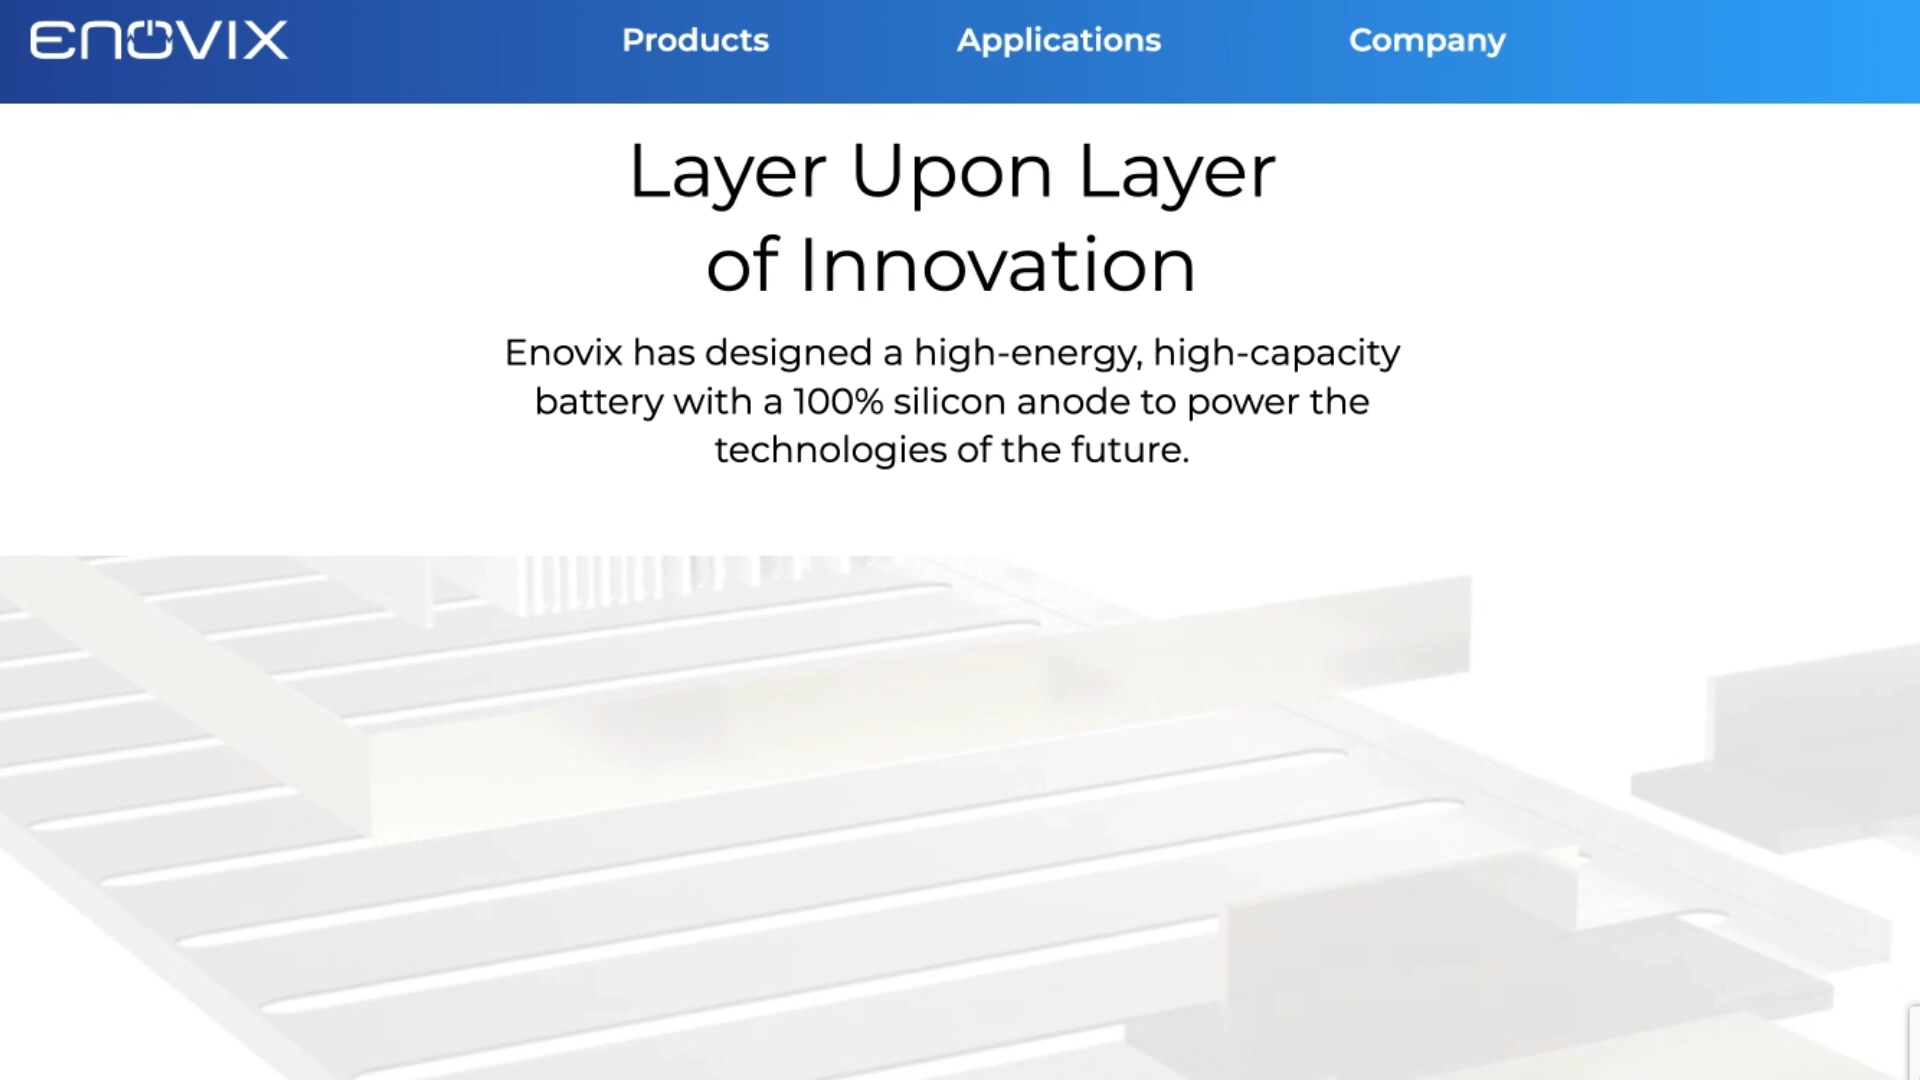 ENOVIX
Products
Applications
Company
Layer Upon Layer
of Innovation
Enovix has designed a high-energy, high-capacity
battery with a 100% silicon anode to power the
technologies of the future.